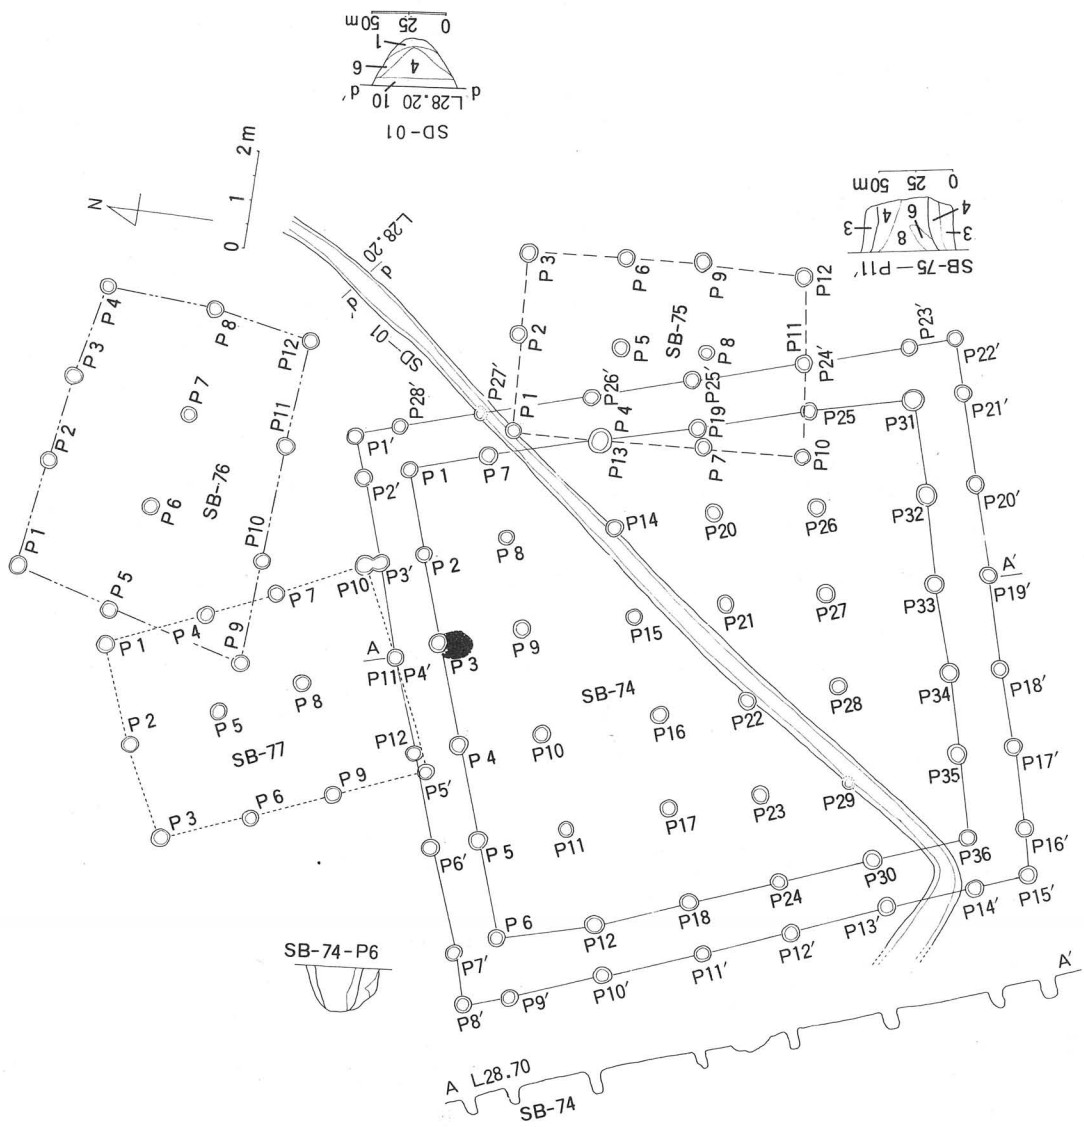 50m 25 0
1
6
4
d' 10 L28.20 d
SD-01
N
0 1 2m
50m 25 0
3 4 6 8 4 3
SB-75—P11'
L28.20
d
d'
SD-01
P4
P3
P8
P12
P2
P7
P11
P6
SB-76
P1
P10
P5
P9
P3
P6
P9
P12
P2
P5
SB-75
P8
P11
P1
P4
P7
P10
P1
P4
P7
P10
P2
P5
P8
P11
SB-77
P3
P6
P9
P12
P1'
P28'
P27'
P26'
P25'
P24'
P23'
P22'
P2'
P21'
P3'
P20'
A
P4'
A'
P19'
P5'
P18'
P6'
P17'
P7'
P16'
P8'
P9'
P10'
P11'
P12'
P13'
P14'
P15'
P1
P7
P13
P19
P25
P31
P2
P8
P14
P20
P26
P32
P3
P9
P15
P21
P27
P33
SB-74
P4
P10
P16
P22
P28
P34
P5
P11
P17
P23
P29
P35
P6
P12
P18
P24
P30
P36
SB-74-P6
A L28.70
A'
SB-74